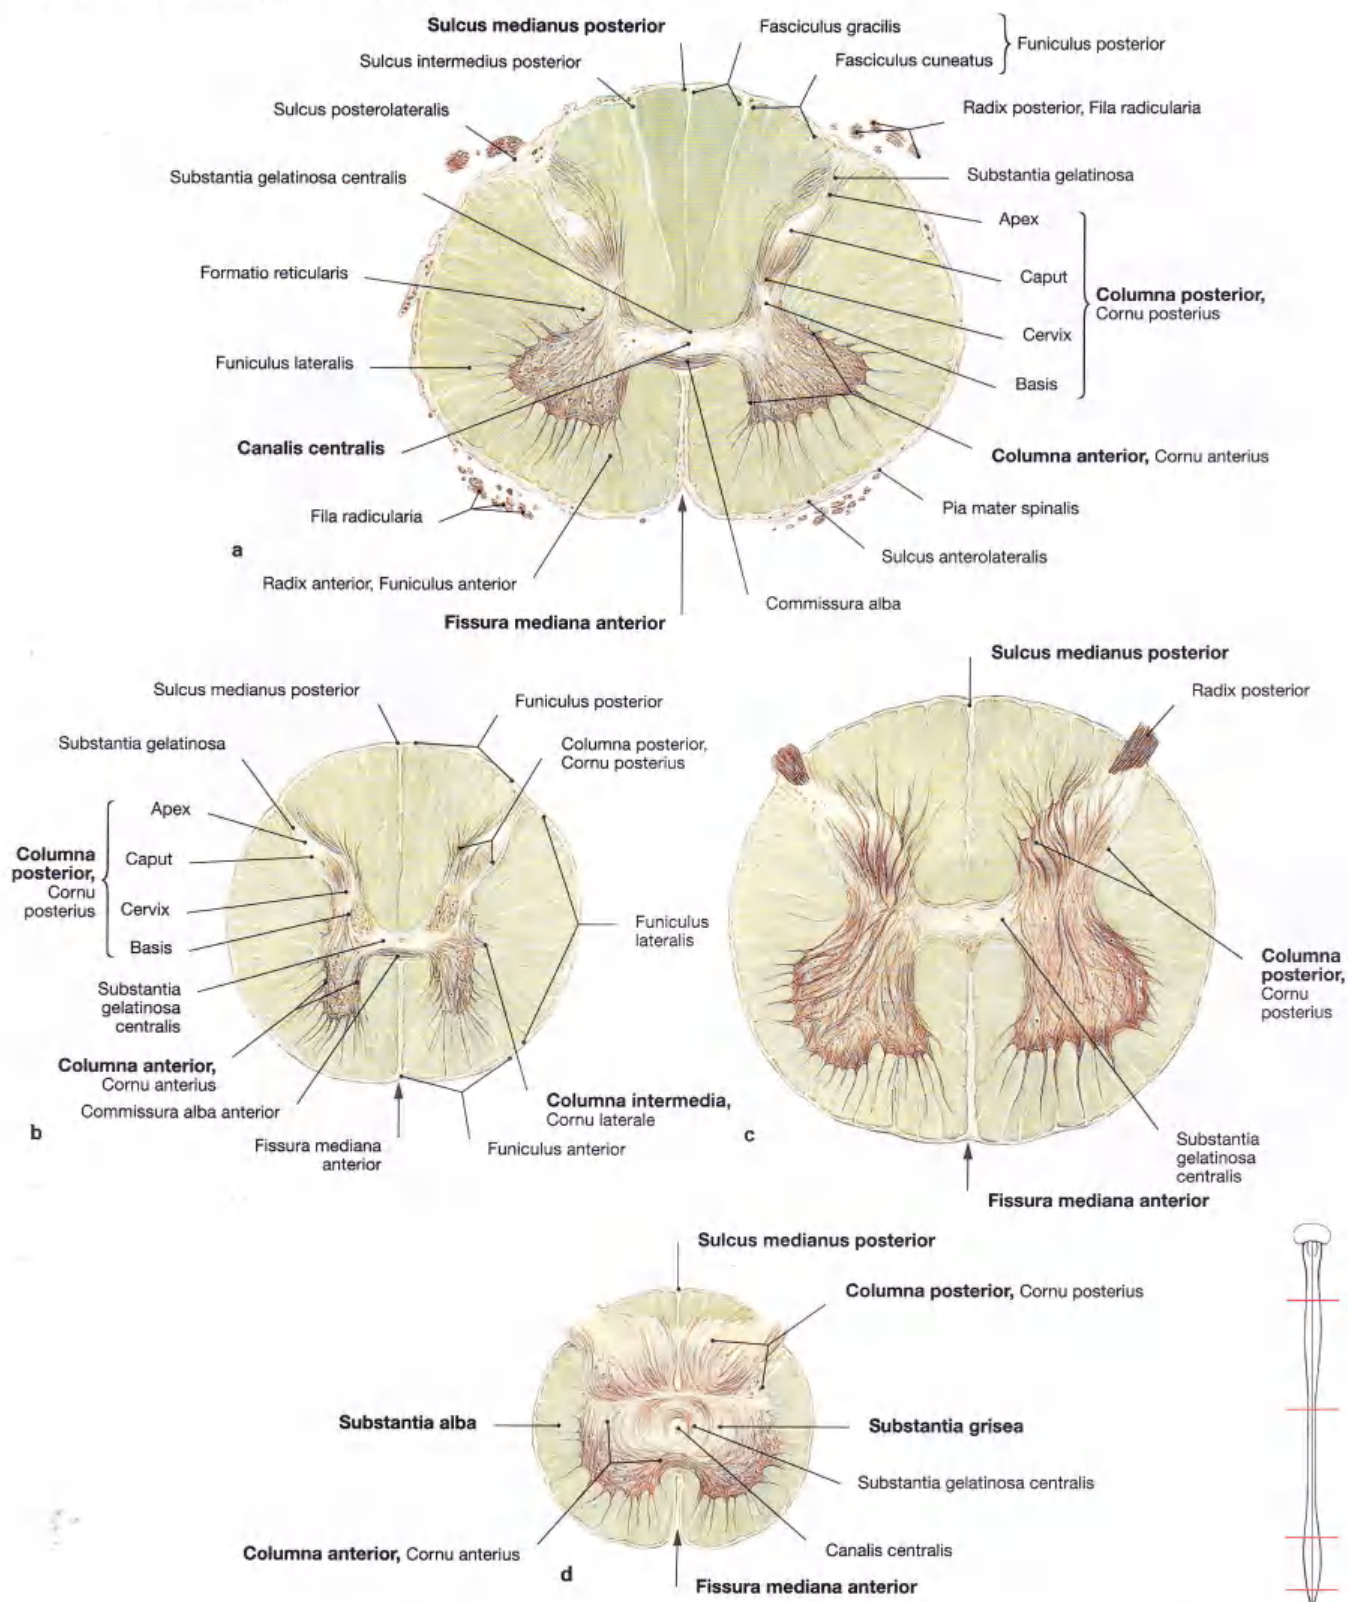 Sulcus medianus posterior
Fasciculus gracilis
Funiculus posterior
Sulcus intermedius posterior
Fasciculus cuneatus
Sulcus posterolateralis
Radix posterior, Fila radicularia
Substantia gelatinosa centralis
Substantia gelatinosa
Apex
Formatio reticularis
Caput
Columna posterior,
Cornu posterius
Cervix
Funiculus lateralis
Basis
Canalis centralis
Columna anterior, Cornu anterius
Pia mater spinalis
Fila radicularia
Sulcus anterolateralis
a
Radix anterior, Funiculus anterior
Commissura alba
Fissura mediana anterior
Sulcus medianus posterior
Funiculus posterior
Substantia gelatinosa
Columna posterior,
Cornu posterius
Apex
Columna
posterior,
Cornu
posterius
Caput
Cervix
Basis
Funiculus
lateralis
Substantia
gelatinosa
centralis
Columna anterior,
Cornu anterius
Commissura alba anterior
Columna intermedia,
Cornu laterale
b
Fissura mediana
anterior
Funiculus anterior
Sulcus medianus posterior
Radix posterior
Columna
posterior,
Cornu
posterius
c
Substantia
gelatinosa
centralis
Fissura mediana anterior
Sulcus medianus posterior
Columna posterior, Cornu posterius
Substantia alba
Substantia grisea
Substantia gelatinosa centralis
Columna anterior, Cornu anterius
Canalis centralis
d
Fissura mediana anterior